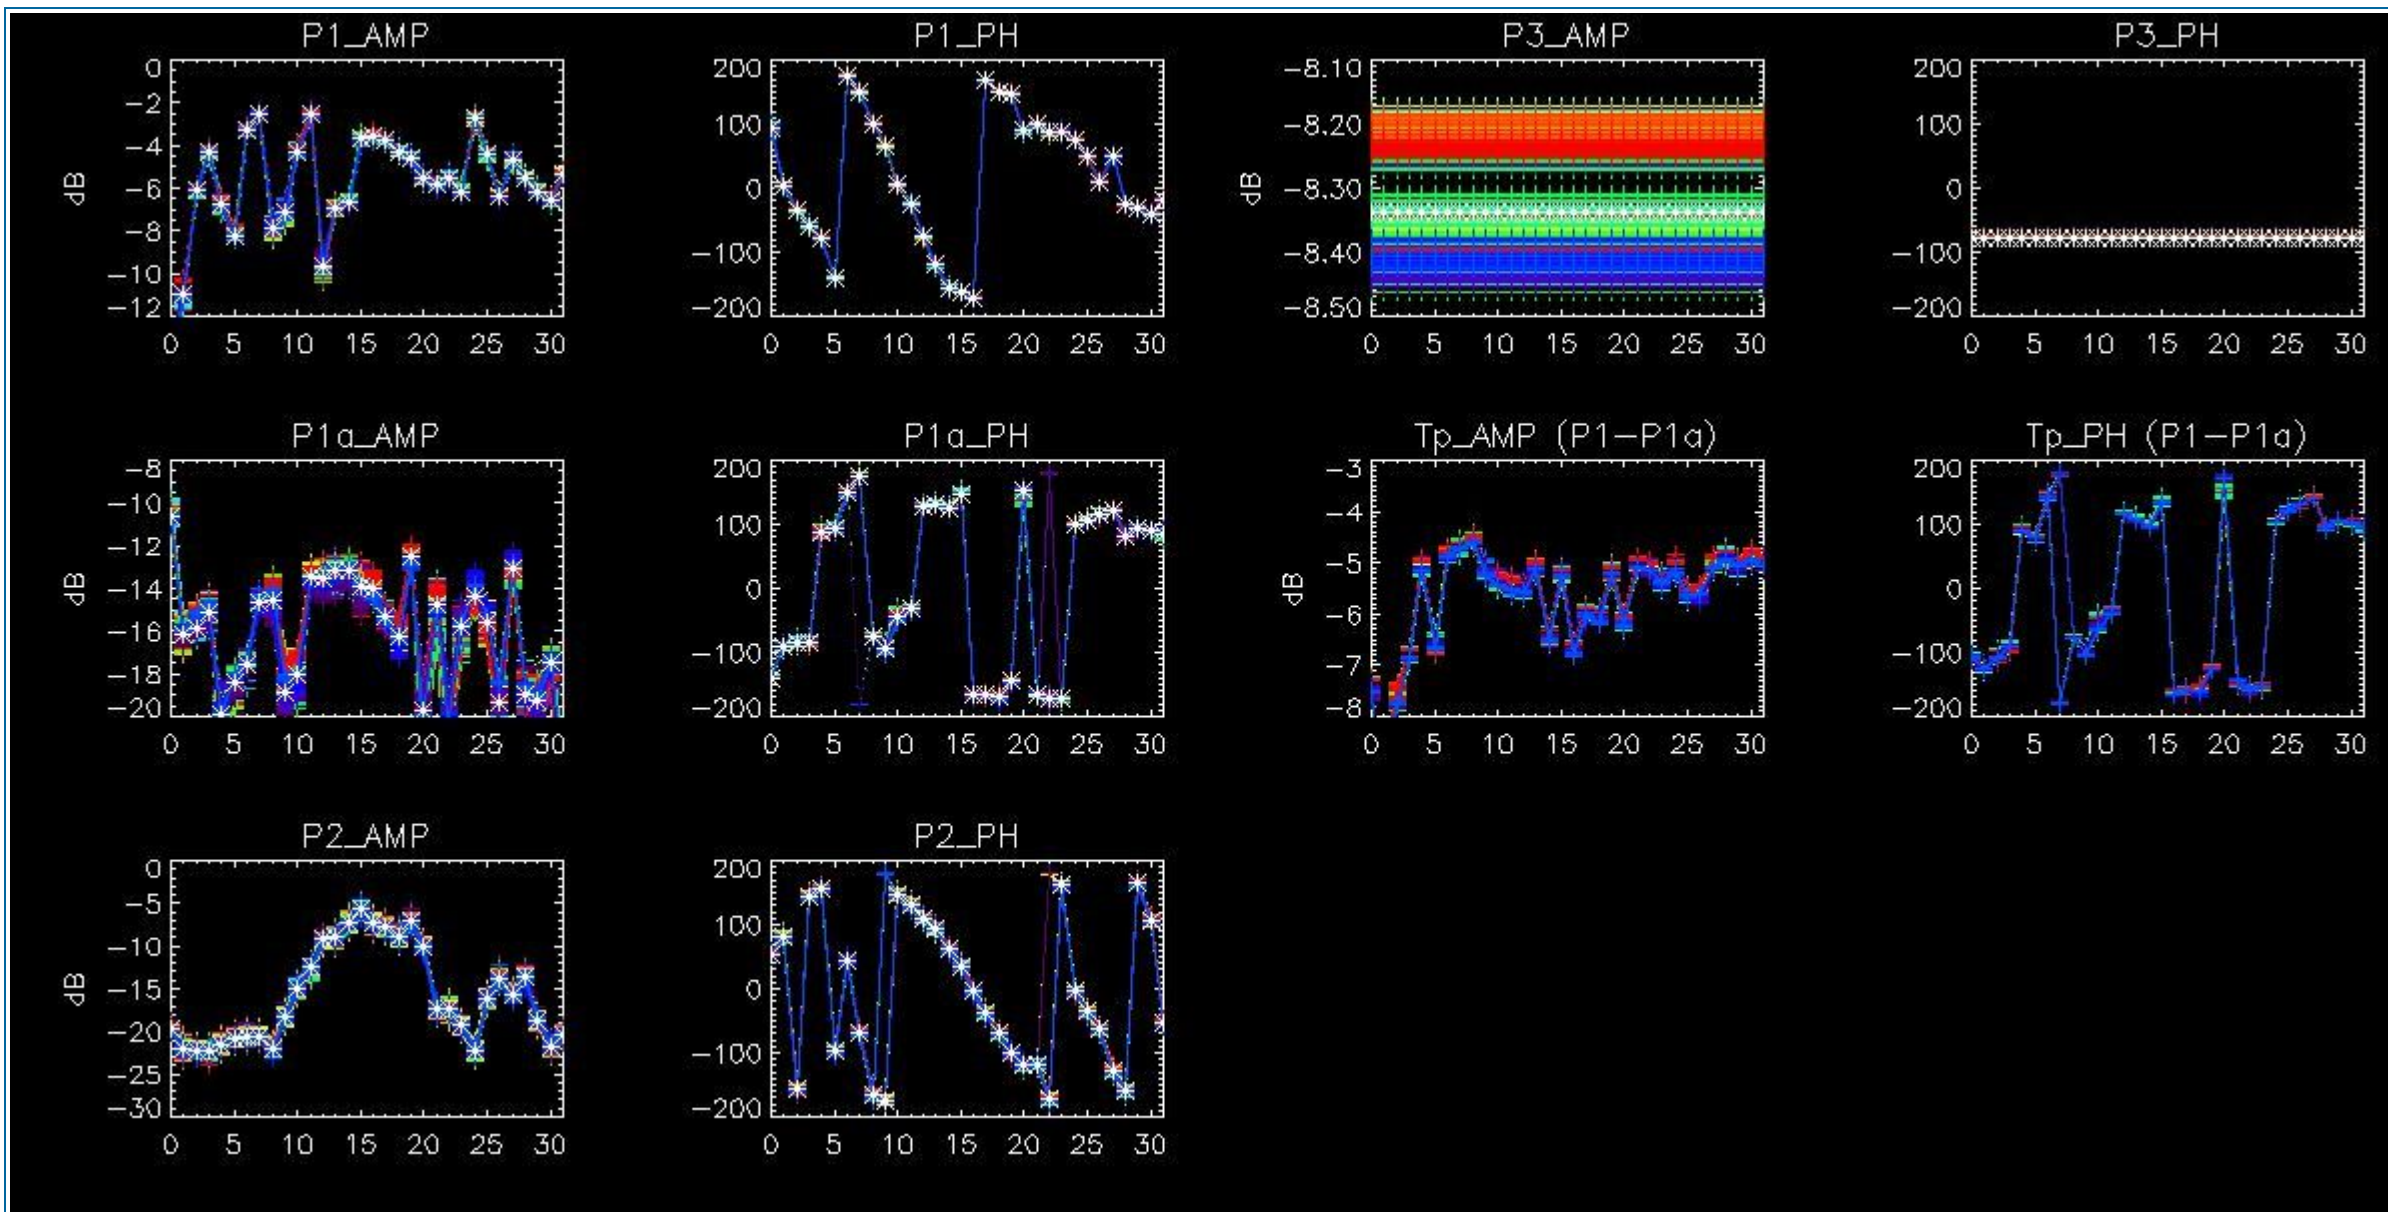 P1_AMP P1_PH P3_AMP P3_PH
0 200 −8.10 200
−2
100 −8.20 100
−4
dB −6 0 dB −8.30 0
−8
−100 −8.40 −100
−10
−12 −200 −8.50 −200
0 5 10 15 20 25 30 0 5 10 15 20 25 30 0 5 10 15 20 25 30 0 5 10 15 20 25 30
P1a_AMP P1a_PH Tp_AMP (P1−P1a) Tp_PH (P1−P1a)
−8 200 −3 200
−10
100 −4 100
−12
dB −14 0 dB −5 0
−16 −6
−100 −7 −100
−18
−20 −200 −8 −200
0 5 10 15 20 25 30 0 5 10 15 20 25 30 0 5 10 15 20 25 30 0 5 10 15 20 25 30
P2_AMP P2_PH
0 200
−5
100
−10
dB −15 0
−20
−100
−25
−30 −200
0 5 10 15 20 25 30 0 5 10 15 20 25 30